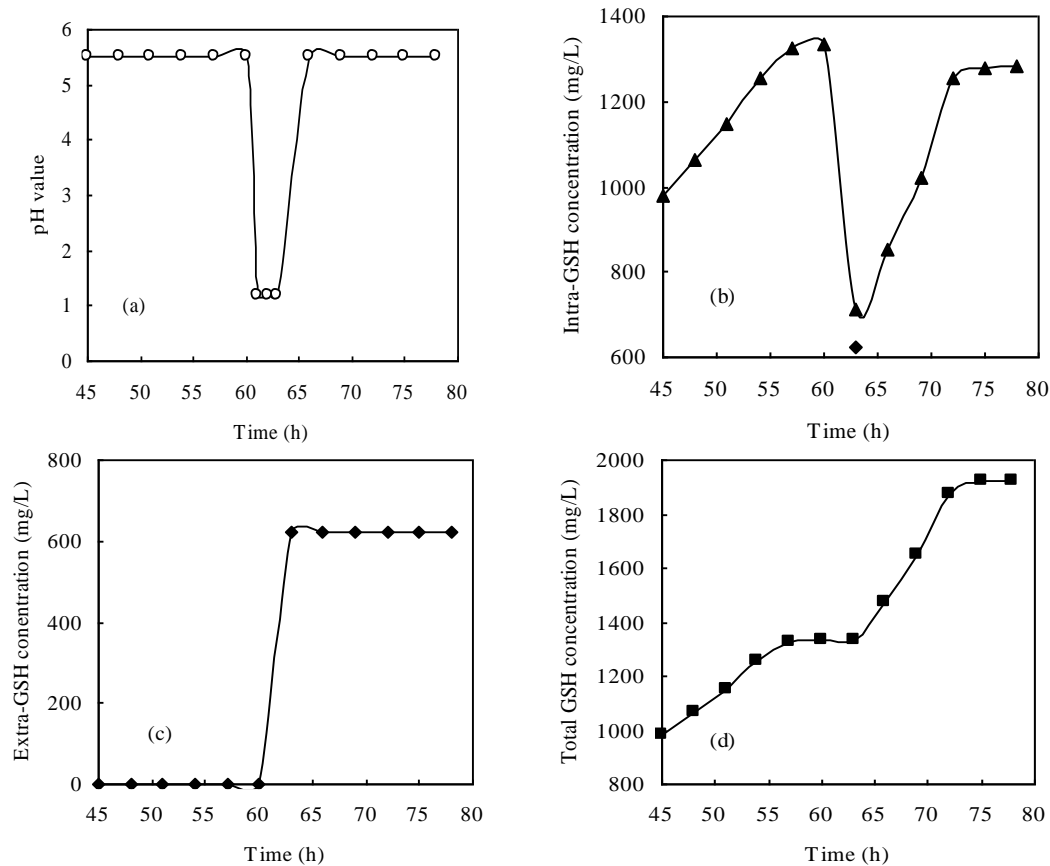 6
5
4
3
2
1
0
pH value
(a)
45 50 55 60 65 70 75 80
Time (h)
1400
1200
1000
800
600
Intra-GSH concentration (mg/L)
(b)
45 50 55 60 65 70 75 80
Time (h)
800
600
400
200
0
Extra-GSH conentration (mg/L)
(c)
45 50 55 60 65 70 75 80
Time (h)
2000
1800
1600
1400
1200
1000
800
Total GSH concentration (mg/L)
(d)
45 50 55 60 65 70 75 80
Time (h)